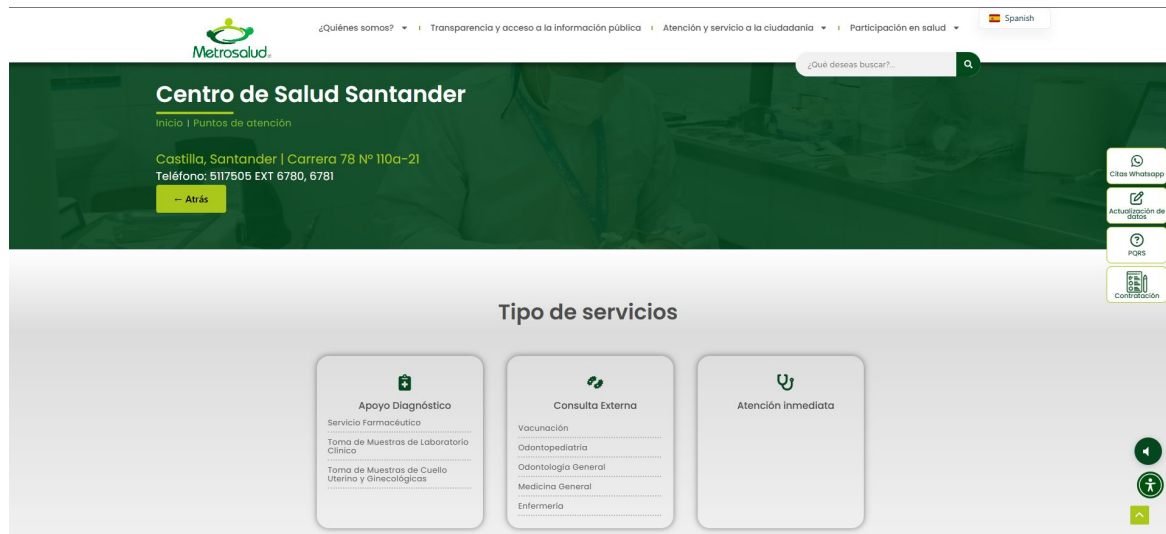 Metrosalud®
¿Quiénes somos?
Transparencia y acceso a la información pública
Atención y servicio a la ciudadanía
Participación en salud
Spanish
¿Qué deseas buscar?..
Centro de Salud Santander
Inicio | Puntos de atención
Castilla, Santander | Carrera 78 Nº 110a-21
Teléfono: 5117505 EXT 6780, 6781
← Atrás
Citas Whatsapp
Actualización de
datos
PQRS
Contratación
Tipo de servicios
Apoyo Diagnóstico
Servicio Farmacéutico
Toma de Muestras de Laboratorio
Clínico
Toma de Muestras de Cuello
Uterino y Ginecológicas
Consulta Externa
Vacunación
Odontopediatría
Odontología General
Medicina General
Enfermería
Atención inmediata